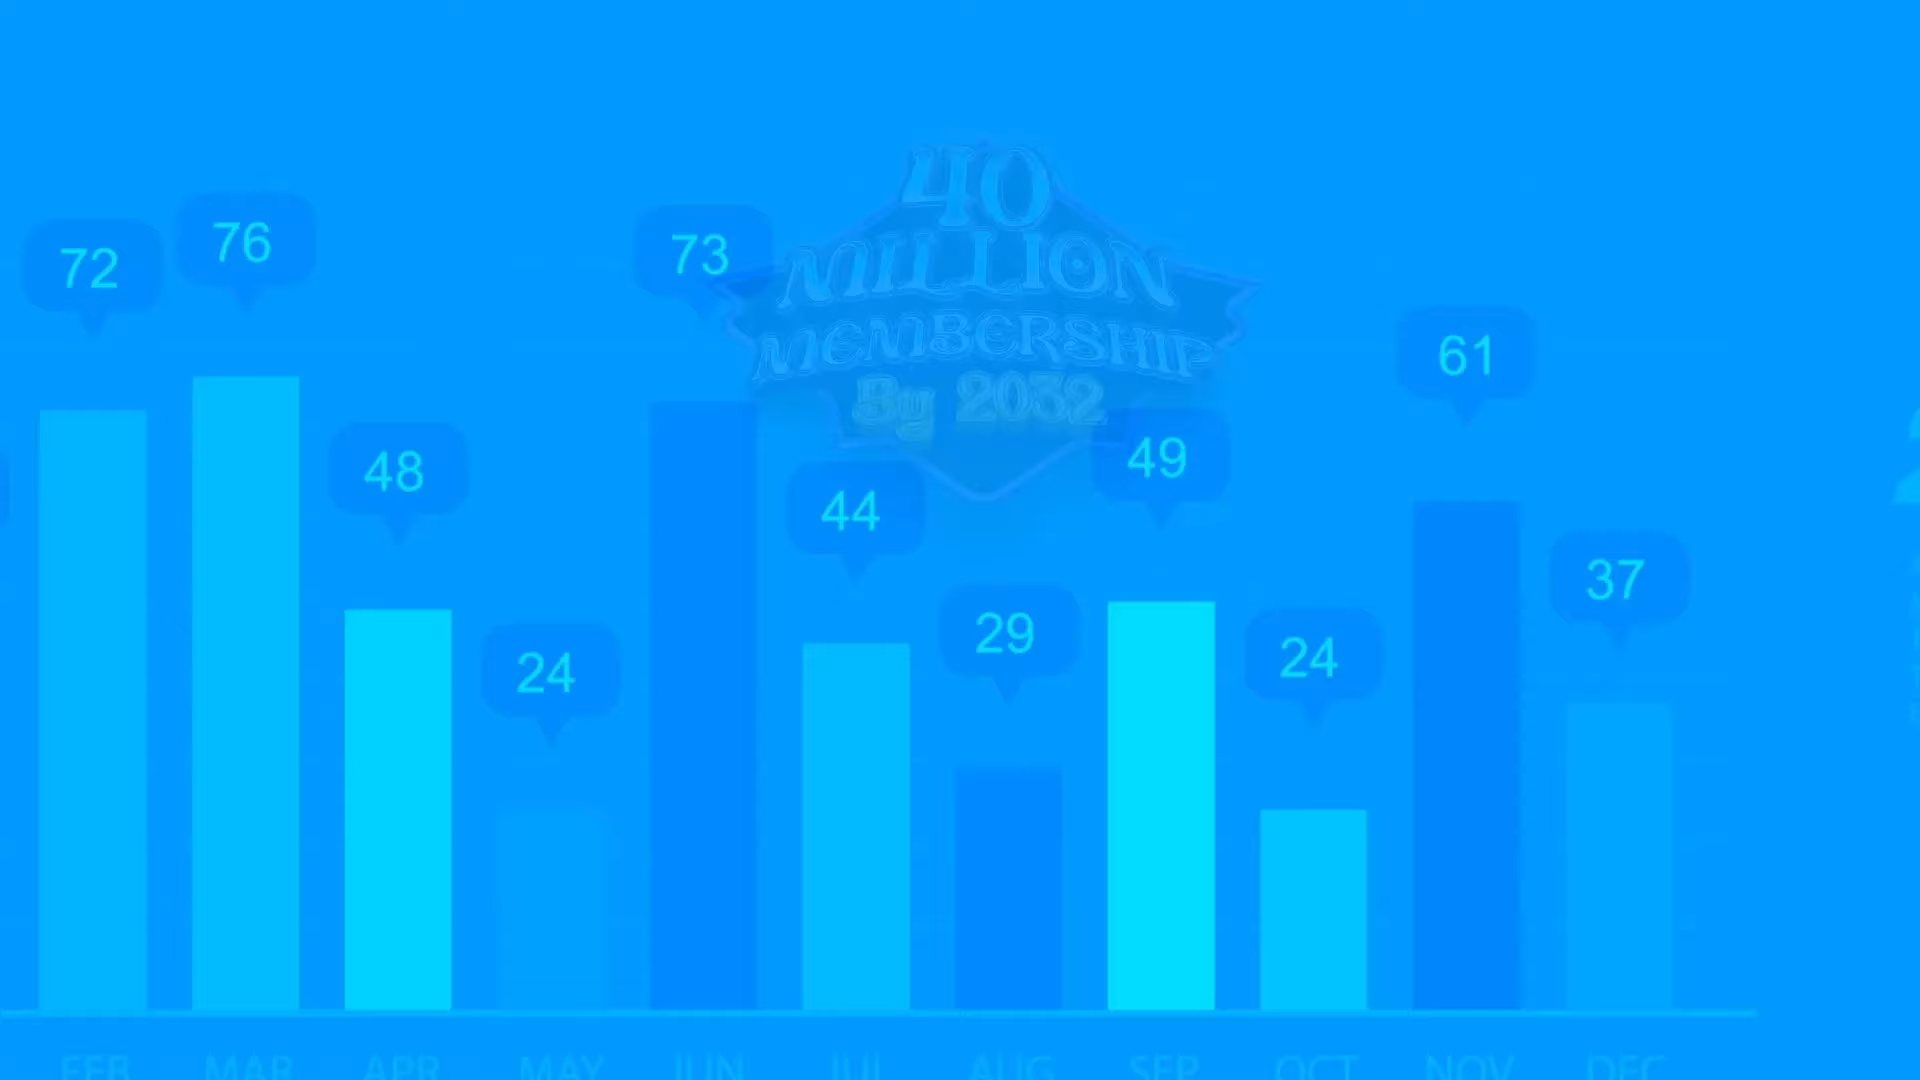 40
MILLION
MEMBERSHIP
By 2032
72
76
48
24
73
44
29
49
24
61
37
FEB
MAR
APR
MAY
JUN
JUL
AUG
SEP
OCT
NOV
DEC